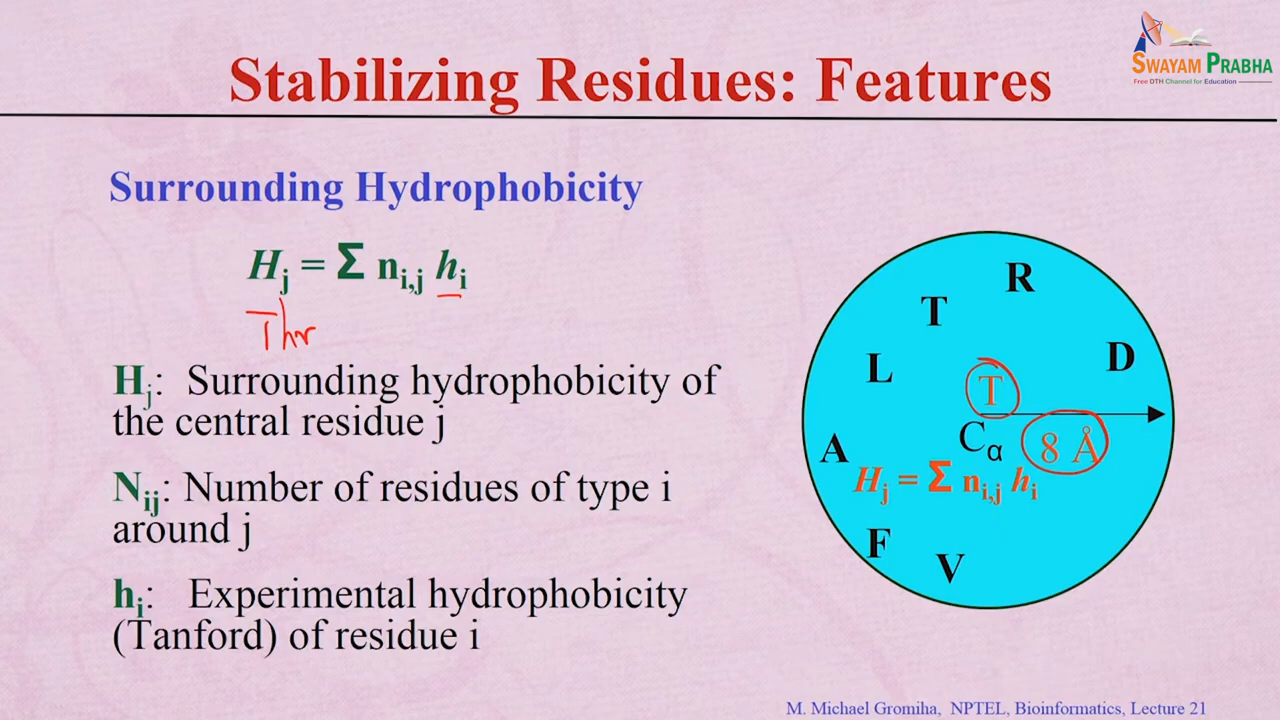 SWAYAM PRABHA
Free DTH Channel for Education
Stabilizing Residues: Features
Surrounding Hydrophobicity
Hj = Σ ni,j hi
Thr
Hj: Surrounding hydrophobicity of
the central residue j
Nij: Number of residues of type i
around j
hi: Experimental hydrophobicity
(Tanford) of residue i
R
T
D
L
T
A
Cα
8 Å
Hj = Σ ni,j hi
F
V
M. Michael Gromiha, NPTEL, Bioinformatics, Lecture 21